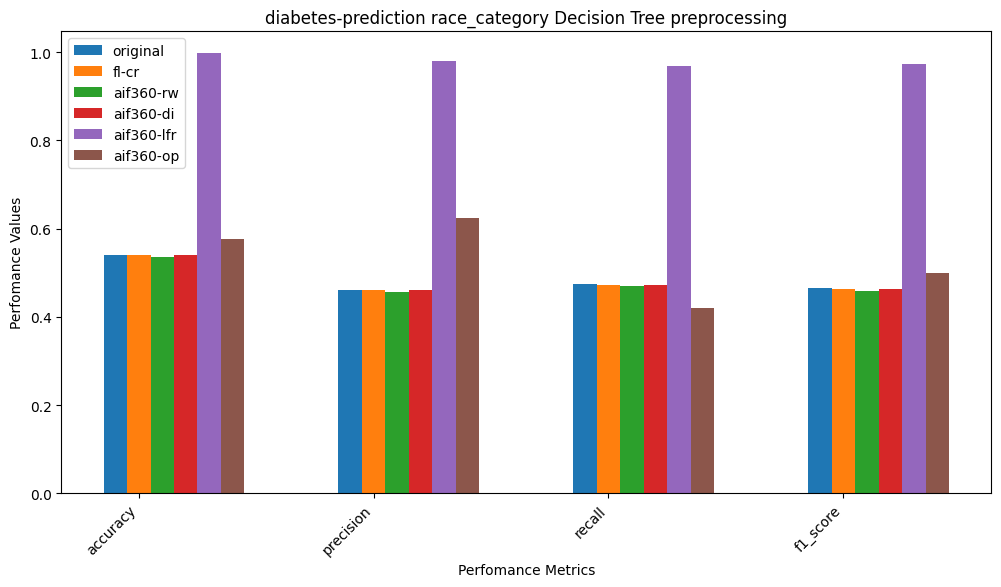 diabetes-prediction race_category Decision Tree preprocessing
original
fl-cr
aif360-rw
aif360-di
aif360-lfr
aif360-op
Perfomance Values
1.0
0.8
0.6
0.4
0.2
0.0
accuracy
precision
recall
f1_score
Perfomance Metrics